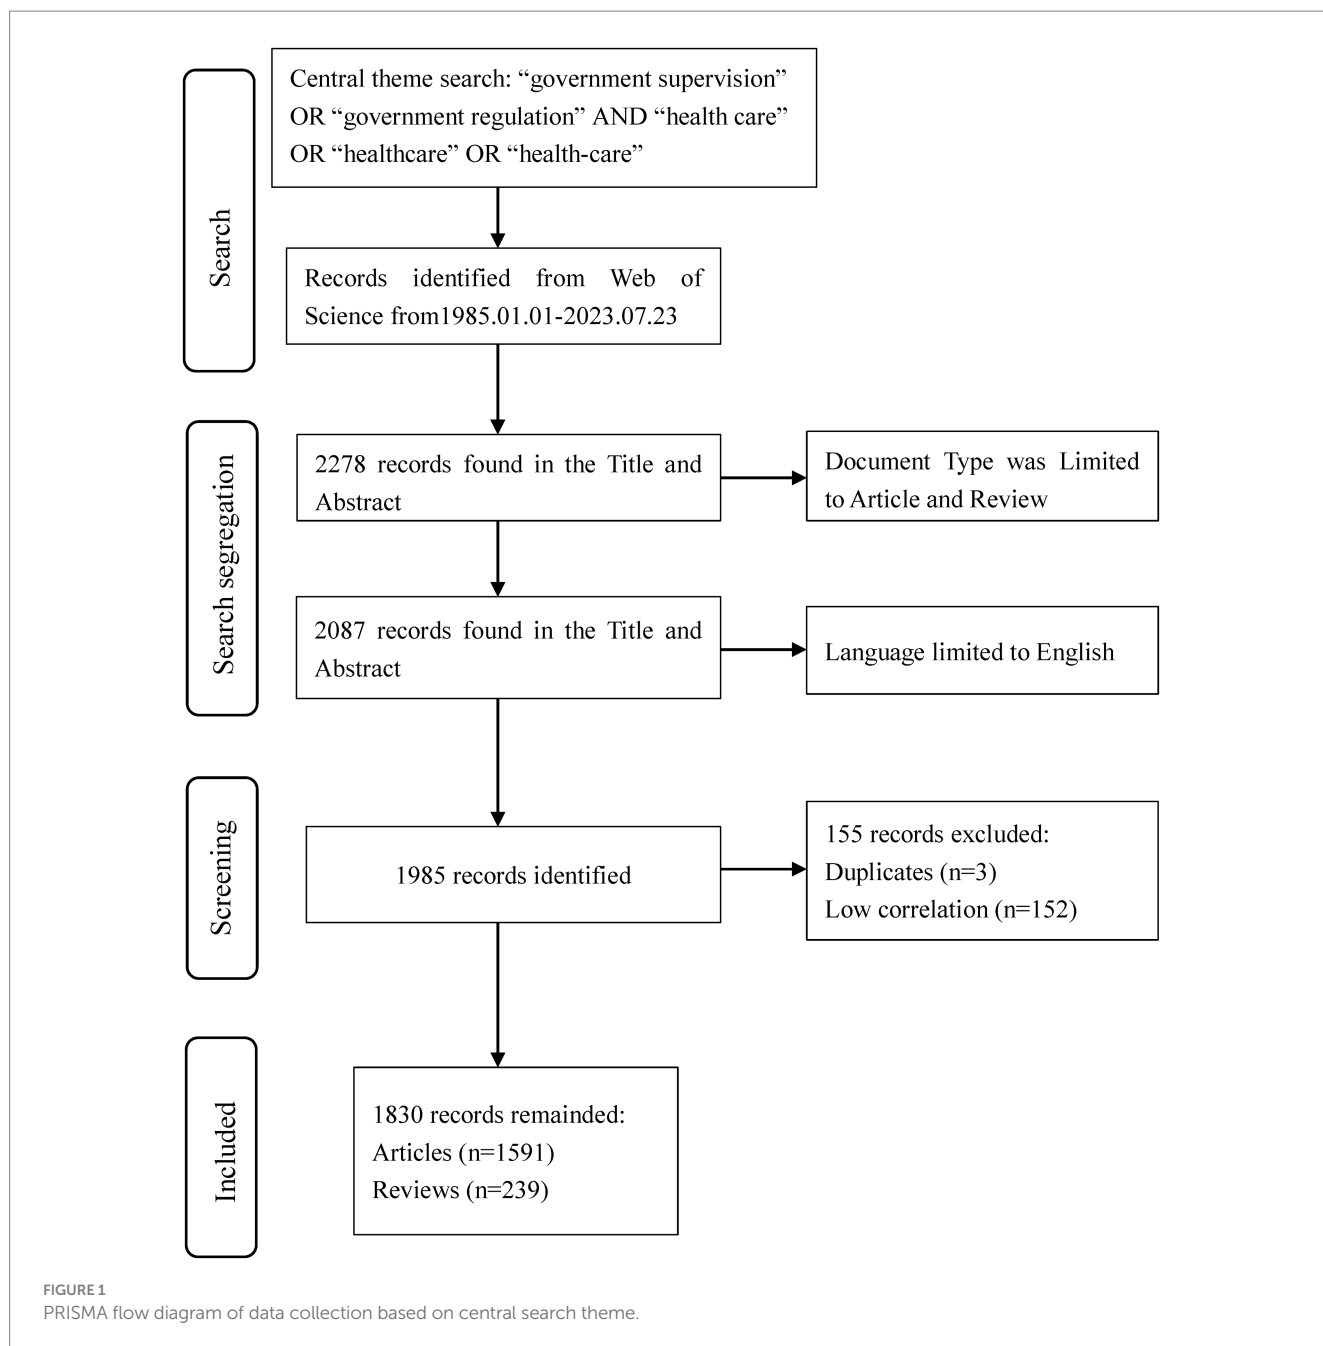 Search
Central theme search: “government supervision”
OR “government regulation” AND “health care”
OR “healthcare” OR “health-care”
Records identified from Web of
Science from1985.01.01-2023.07.23
Search segregation
2278 records found in the Title and
Abstract
Document Type was Limited
to Article and Review
2087 records found in the Title and
Abstract
Language limited to English
Screening
1985 records identified
155 records excluded:
Duplicates (n=3)
Low correlation (n=152)
Included
1830 records remainded:
Articles (n=1591)
Reviews (n=239)
FIGURE 1
PRISMA flow diagram of data collection based on central search theme.